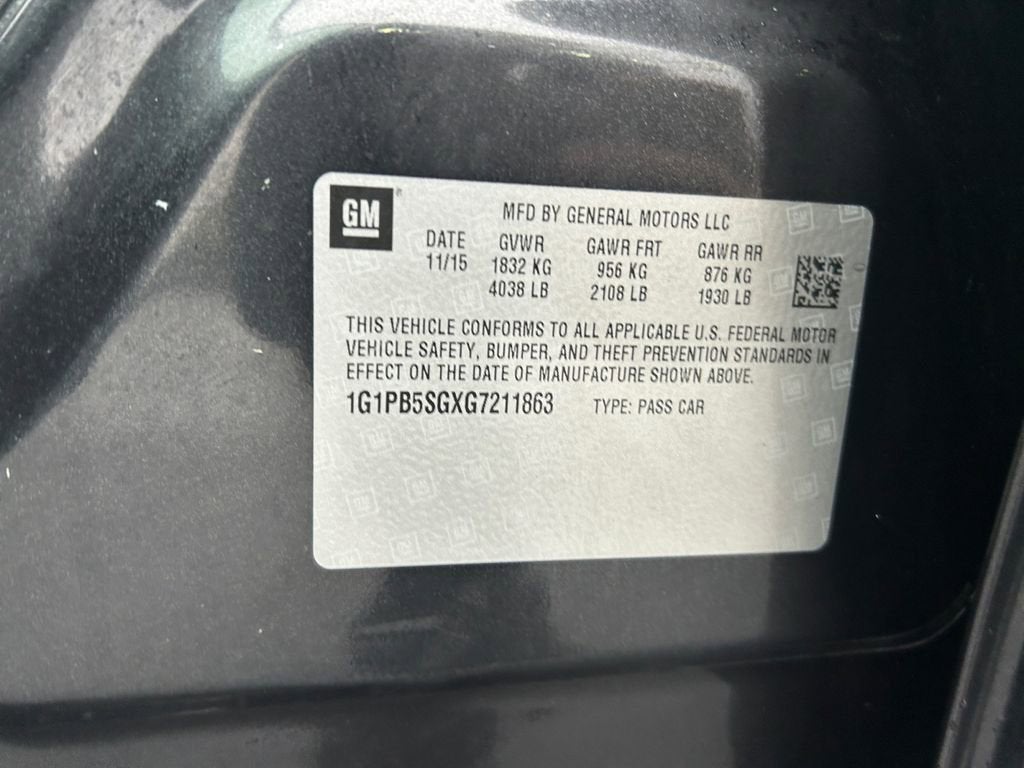 GM
MFD BY GENERAL MOTORS LLC
DATE GVWR GAWR FRT GAWR RR
11/15 1832 KG 956 KG 876 KG
4038 LB 2108 LB 1930 LB
THIS VEHICLE CONFORMS TO ALL APPLICABLE U.S. FEDERAL MOTOR
VEHICLE SAFETY, BUMPER, AND THEFT PREVENTION STANDARDS IN
EFFECT ON THE DATE OF MANUFACTURE SHOWN ABOVE.
1G1PB5SGXG7211863 TYPE: PASS CAR